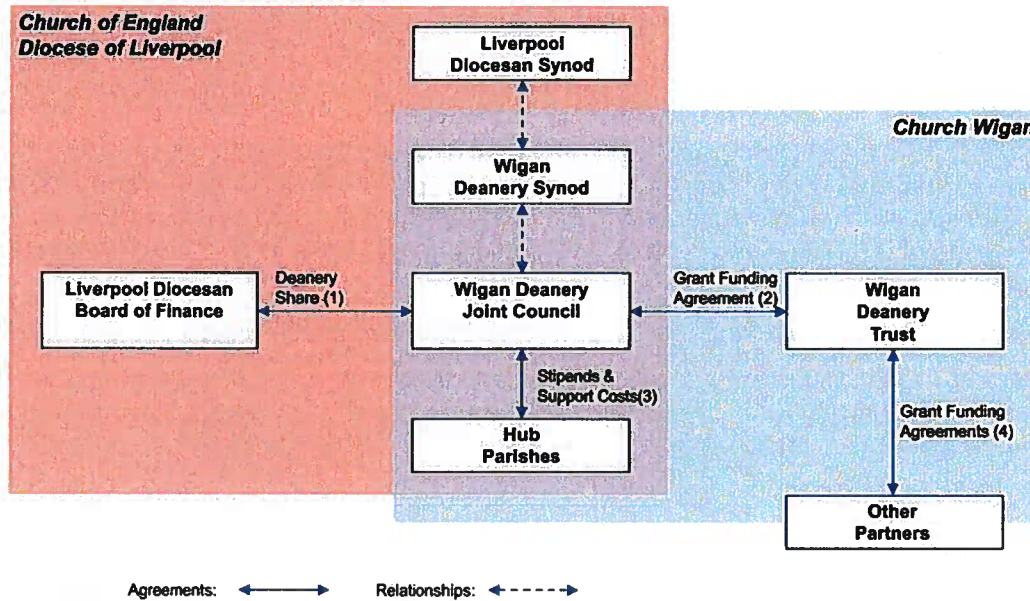 Church of England
Diocese of Liverpool
Liverpool
Diocesan Synod
Church Wigan
Wigan
Deanery Synod
Liverpool Diocesan
Board of Finance
Deanery
Share (1)
Wigan Deanery
Joint Council
Grant Funding
Agreement (2)
Wigan
Deanery
Trust
Stipends &
Support Costs(3)
Hub
Parishes
Grant Funding
Agreements (4)
Other
Partners
Agreements:
Relationships: